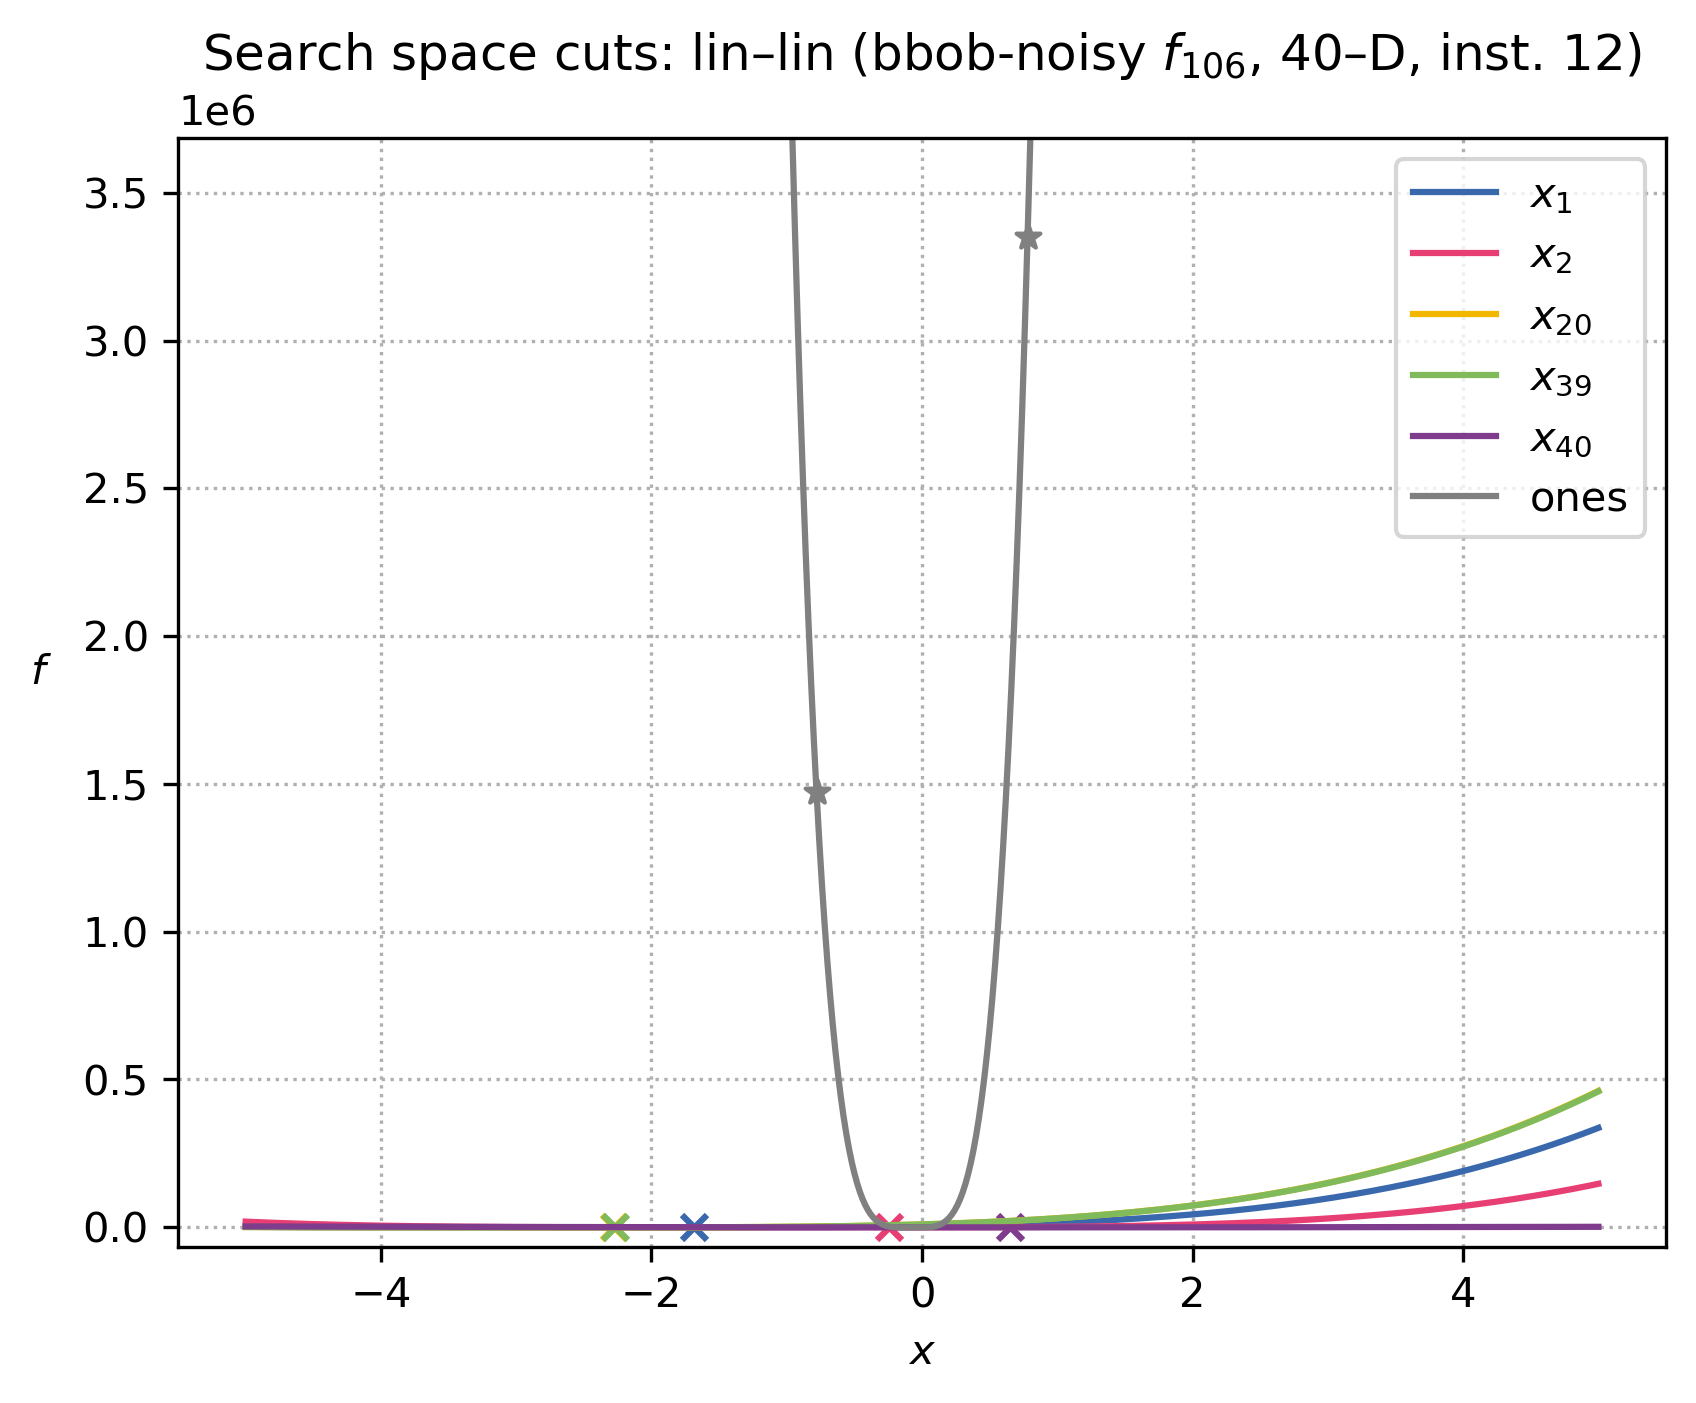 Search space cuts: lin–lin (bbob-noisy f₁₀₆, 40–D, inst. 12)
1e6
3.5
3.0
2.5
2.0
1.5
1.0
0.5
0.0
f
−4
−2
0
2
4
x
x₁
x₂
x₂₀
x₃₉
x₄₀
ones